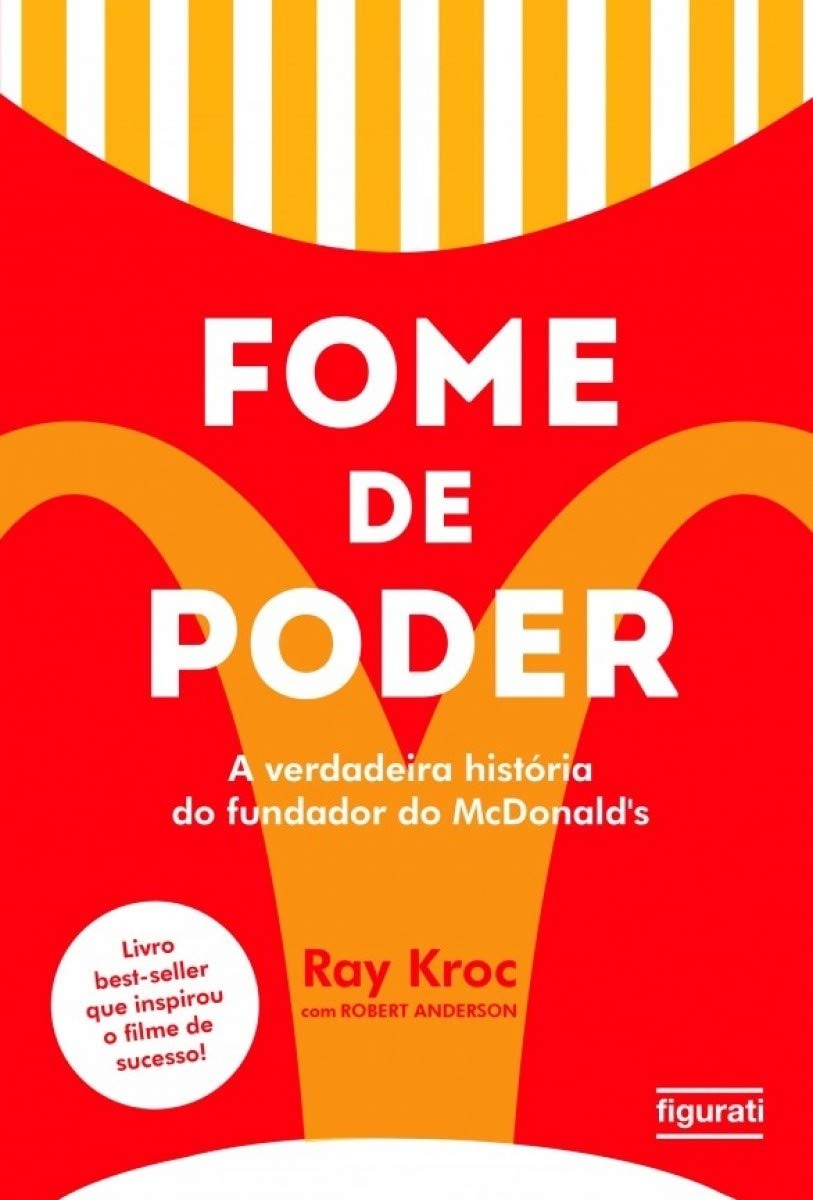 FOME
DE
PODER
A verdadeira história
do fundador do McDonald's
Livro
best-seller
que inspirou
o filme de
sucesso!
Ray Kroc
com ROBERT ANDERSON
figurati